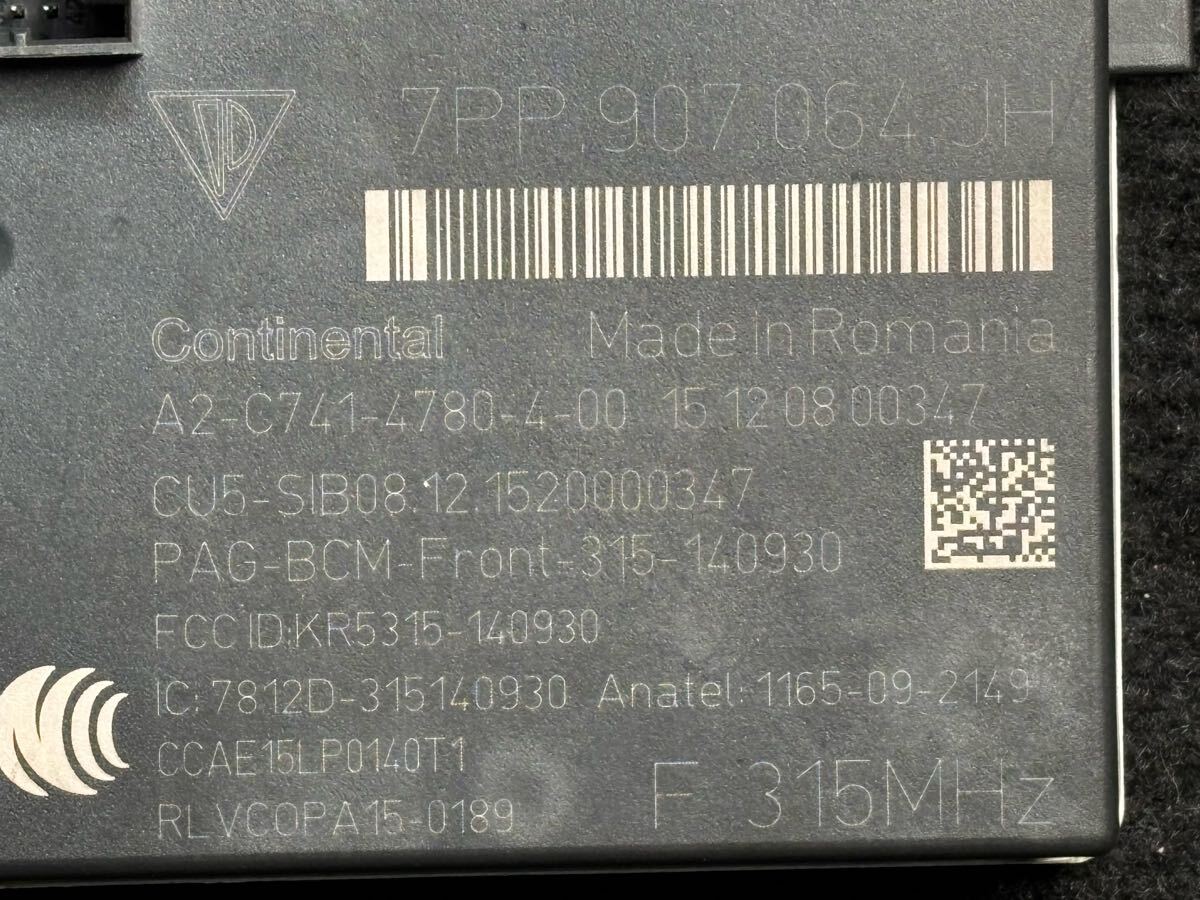 7PP.907.064.JH
Continental Made in Romania
A2-C741-4780-4-00 15 12 08 00347
CU5-SIB08.12.1520000347
PAG-BCM-Front-315-140930
FCC ID:KR5315-140930
IC: 7812D-315140930 Anatel: 1165-09-2149
CCAE15LP0140T1
RLVCOPA15-0189 F 315MHz